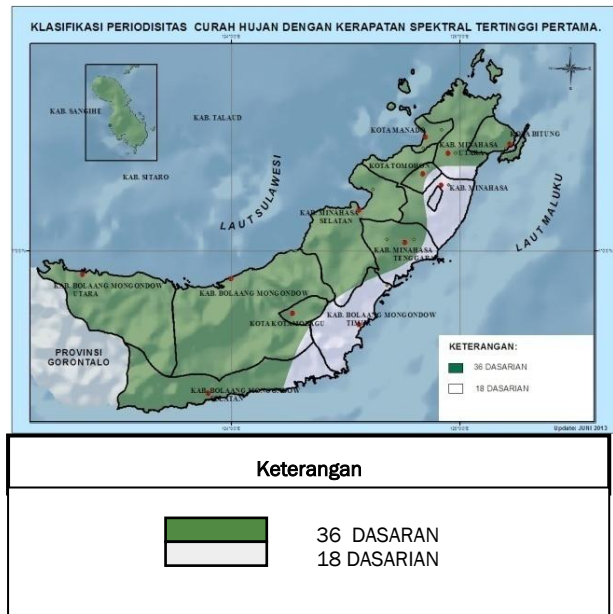 KLASIFIKASI PERIODISITAS CURAH HUJAN DENGAN KERAPATAN SPEKTRAL TERTINGGI PERTAMA.
KAB. SANGIHE
KAB. TALAUD
KAB. SITARO
KOTA MANADO
KOTA BITUNG
KAB. MINAHASA
UTARA
KOTA TOMOHON
KAB. MINAHASA
LAUT SULAWESI
LAUT MALUKU
KAB. MINAHASA
SELATAN
KAB. MINAHASA
TENGGARA
KAB. BOLAANG MONGONDOW
UTARA
KAB. BOLAANG MONGONDOW
KAB. BOLAANG MONGONDOW
TIMUR
KOTA KOTAMOBAGU
PROVINSI
GORONTALO
KAB. BOLAANG MONGONDOW
SELATAN
KETERANGAN:
36 DASARIAN
18 DASARIAN
Update: JUNI 2013
Keterangan
36 DASARAN
18 DASARIAN